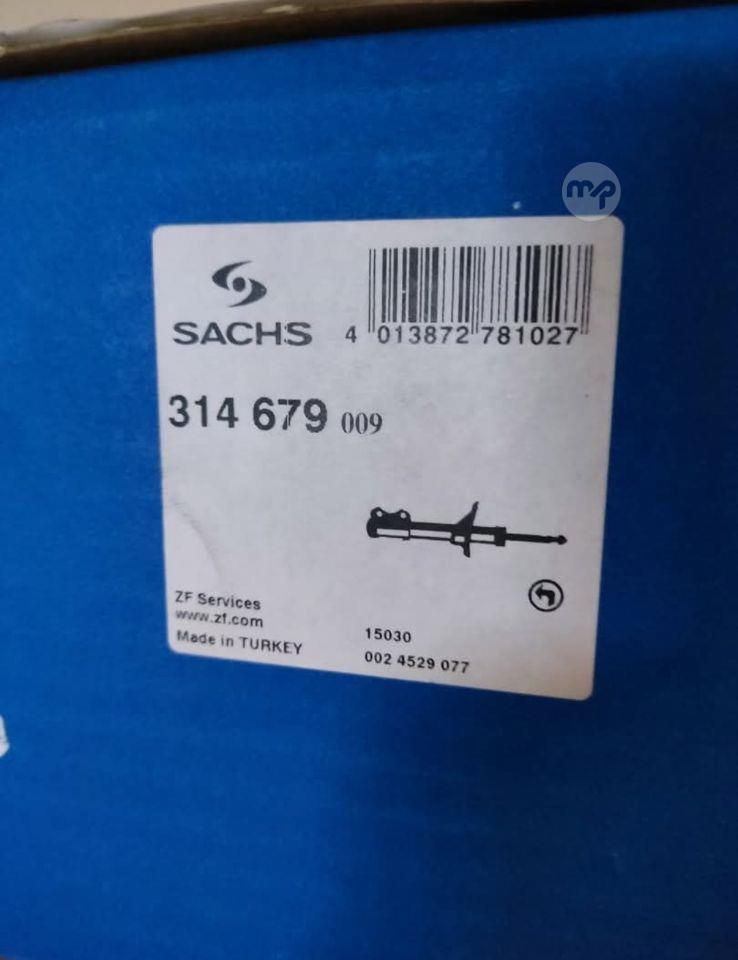 mp
SACHS
4 013872 781027
314 679 009
ZF Services
www.zf.com
Made in TURKEY
15030
002 4529 077